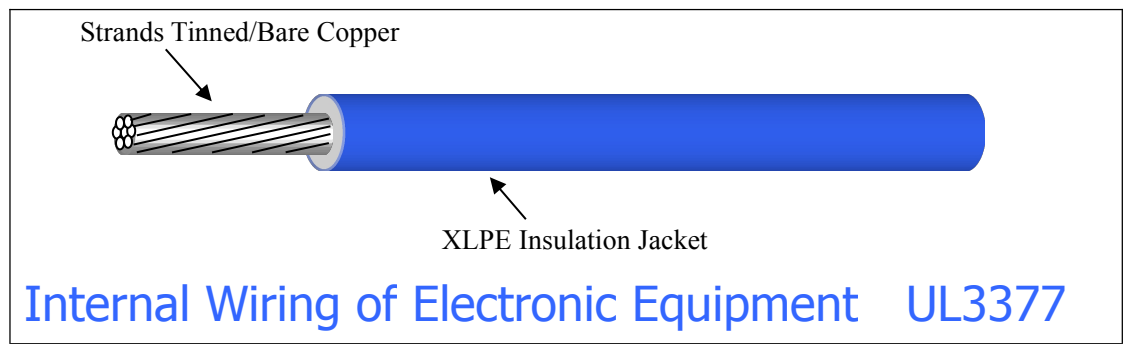 Strands Tinned/Bare Copper
XLPE Insulation Jacket
Internal Wiring of Electronic Equipment UL3377